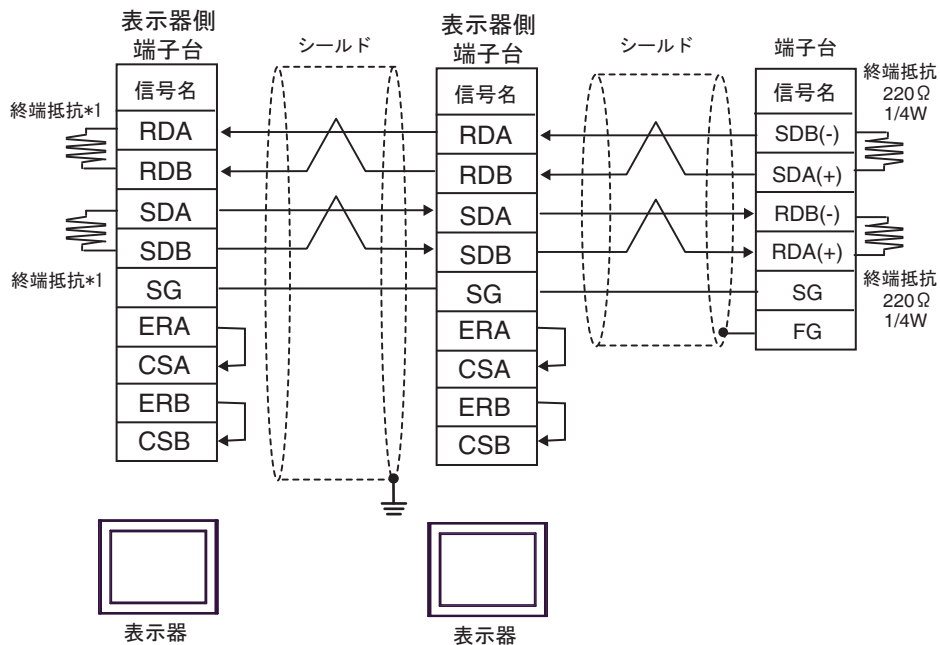 表示器側
端子台
信号名
RDA
RDB
SDA
SDB
SG
ERA
CSA
ERB
CSB
終端抵抗*1
終端抵抗*1
シールド
表示器側
端子台
信号名
RDA
RDB
SDA
SDB
SG
ERA
CSA
ERB
CSB
シールド
端子台
信号名
SDB(-)
SDA(+)
RDB(-)
RDA(+)
SG
FG
終端抵抗
220Ω
1/4W
終端抵抗
220Ω
1/4W
表示器
表示器